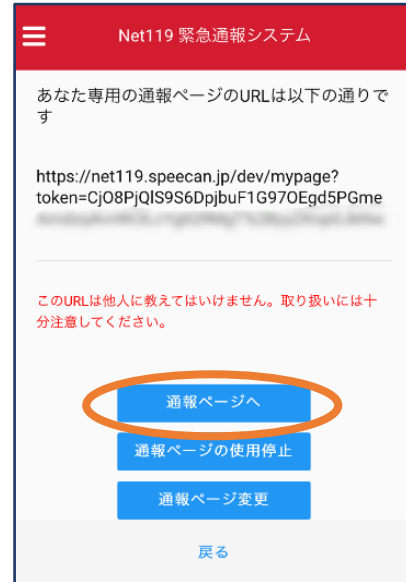 Net119 緊急通報システム
あなた専用の通報ページのURLは以下の通りで
す
https://net119.speecan.jp/dev/mypage?
token=CjO8PjQlS9S6DpjbuF1G97OEgd5PGme
このURLは他人に教えてはいけません。取り扱いには十
分注意してください。
通報ページへ
通報ページの使用停止
通報ページ変更
戻る